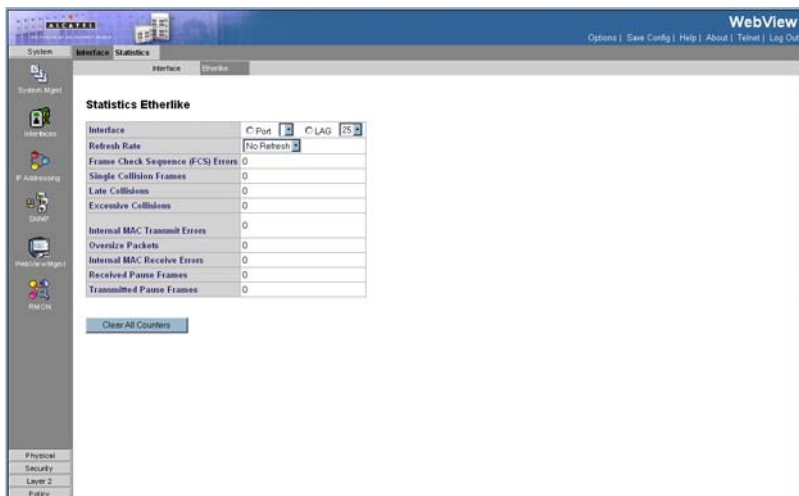 ALCATEL
WebView
Options | Save Config | Help | About | Telnet | Log Out
System
Interface Statistics
Interface Etherlike
System Mgmt
Interfaces
IP Addressing
SNMP
WebViewMgmt
RMON
Statistics Etherlike
Interface Port LAG 25
Refresh Rate No Refresh
Frame Check Sequence (FCS) Errors 0
Single Collision Frames 0
Late Collisions 0
Excessive Collisions 0
Internal MAC Transmit Errors 0
Oversize Packets 0
Internal MAC Receive Errors 0
Received Pause Frames 0
Transmitted Pause Frames 0
Clear All Counters
Physical
Security
Layer 2
Policy